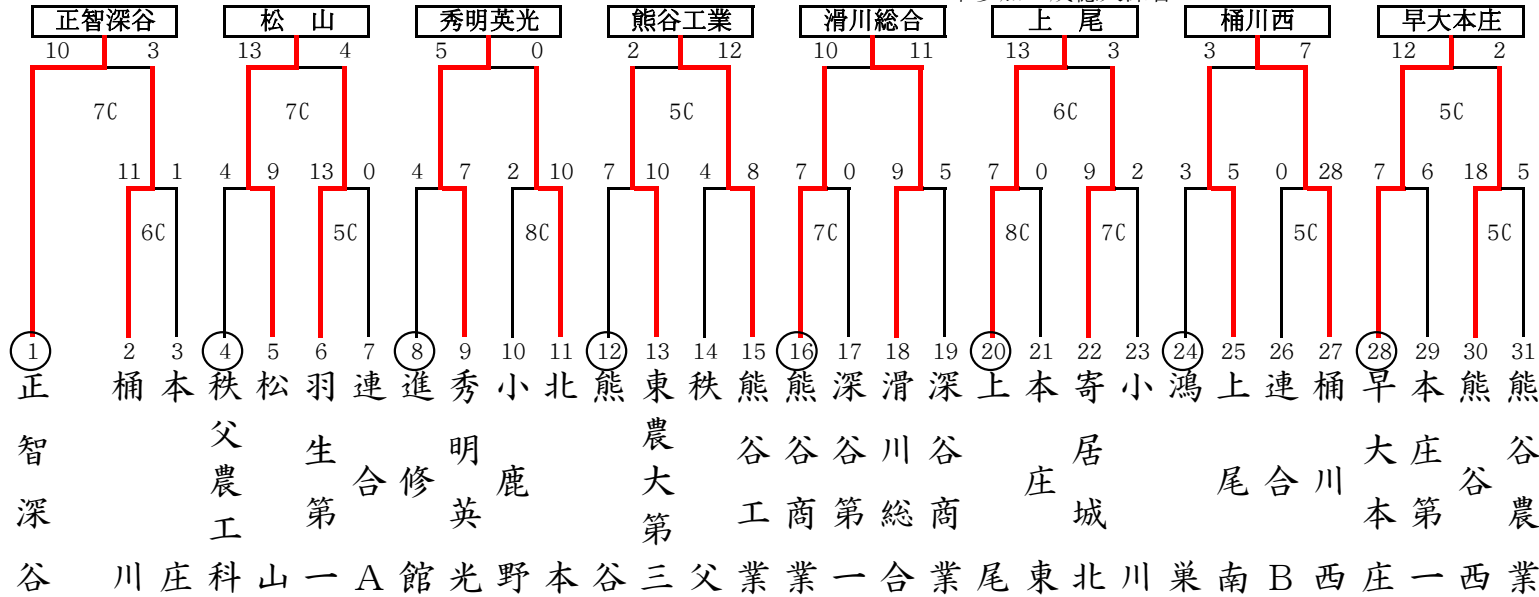 正智深谷 松 山 秀明英光 熊谷工業 滑川総合 上 尾 桶川西 早大本庄
10 3 13 4 5 0 2 12 10 11 13 3 3 7 12 2
7C 7C 5C 6C 5C
11 1 4 9 13 0 4 7 2 10 7 10 4 8 7 0 9 5 7 0 9 2 3 5 0 28 7 6 18 5
6C 5C 8C 7C 8C 7C 5C 5C
1 2 3 4 5 6 7 8 9 10 11 12 13 14 15 16 17 18 19 20 21 22 23 24 25 26 27 28 29 30 31
正智深谷
桶川
本庄
秩父農工科
松山
羽生第一
連合A
進修館
秀明英光
小鹿野
北本
熊谷
東農大第三
秩父
熊谷工業
熊谷商業
深谷第一
滑川総合
深谷商業
上尾
本庄東
寄居城北
小川
鴻巣
上尾南
連合B
桶川西
早大本庄
本庄第一
熊谷西
熊谷農業